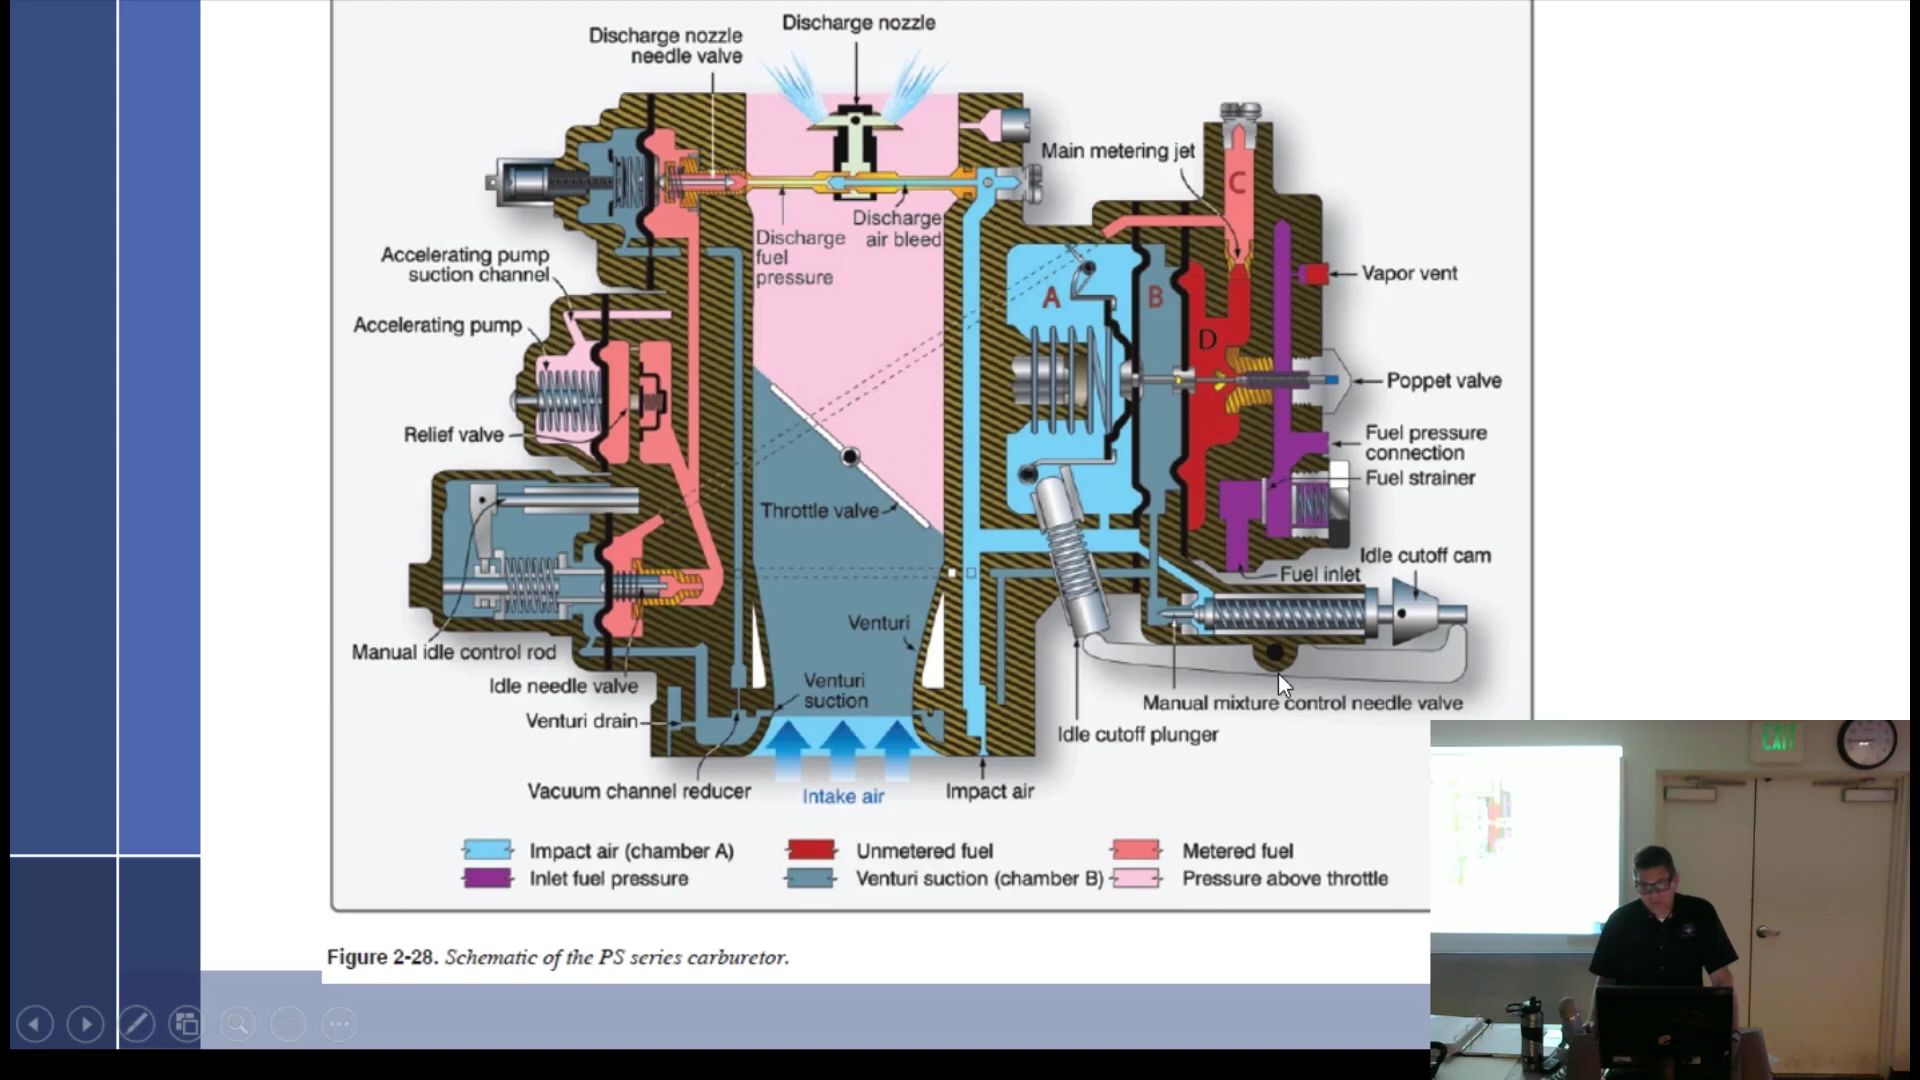 Discharge nozzle
Discharge nozzle
needle valve
Main metering jet
C
Discharge
air bleed
Discharge
fuel
pressure
Accelerating pump
suction channel
Vapor vent
A
B
Accelerating pump
D
Poppet valve
Relief valve
Fuel pressure
connection
Fuel strainer
Throttle valve
Idle cutoff cam
Fuel inlet
Venturi
Manual idle control rod
Idle needle valve
Venturi
suction
Manual mixture control needle valve
Venturi drain
Idle cutoff plunger
Vacuum channel reducer
Intake air
Impact air
EXIT
Impact air (chamber A)
Unmetered fuel
Metered fuel
Inlet fuel pressure
Venturi suction (chamber B)
Pressure above throttle
Figure 2-28. Schematic of the PS series carburetor.